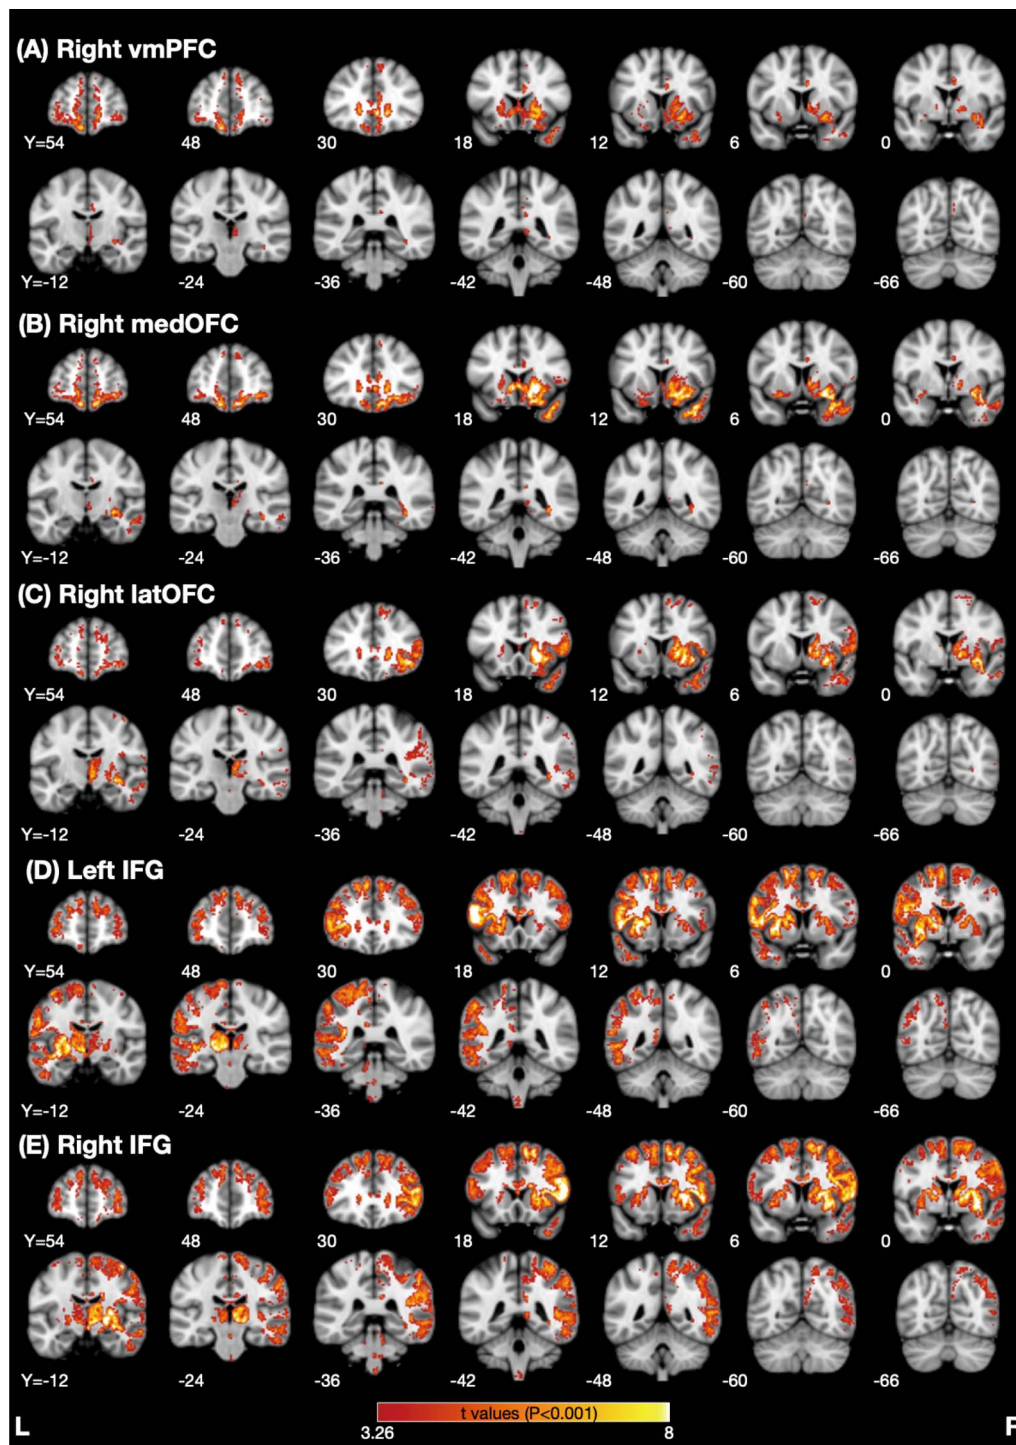 (A) Right vmPFC
Y=54 48 30 18 12 6 0
Y=-12 -24 -36 -42 -48 -60 -66
(B) Right medOFC
Y=54 48 30 18 12 6 0
Y=-12 -24 -36 -42 -48 -60 -66
(C) Right latOFC
Y=54 48 30 18 12 6 0
Y=-12 -24 -36 -42 -48 -60 -66
(D) Left IFG
Y=54 48 30 18 12 6 0
Y=-12 -24 -36 -42 -48 -60 -66
(E) Right IFG
Y=54 48 30 18 12 6 0
Y=-12 -24 -36 -42 -48 -60 -66
t values (P<0.001)
L 3.26 8